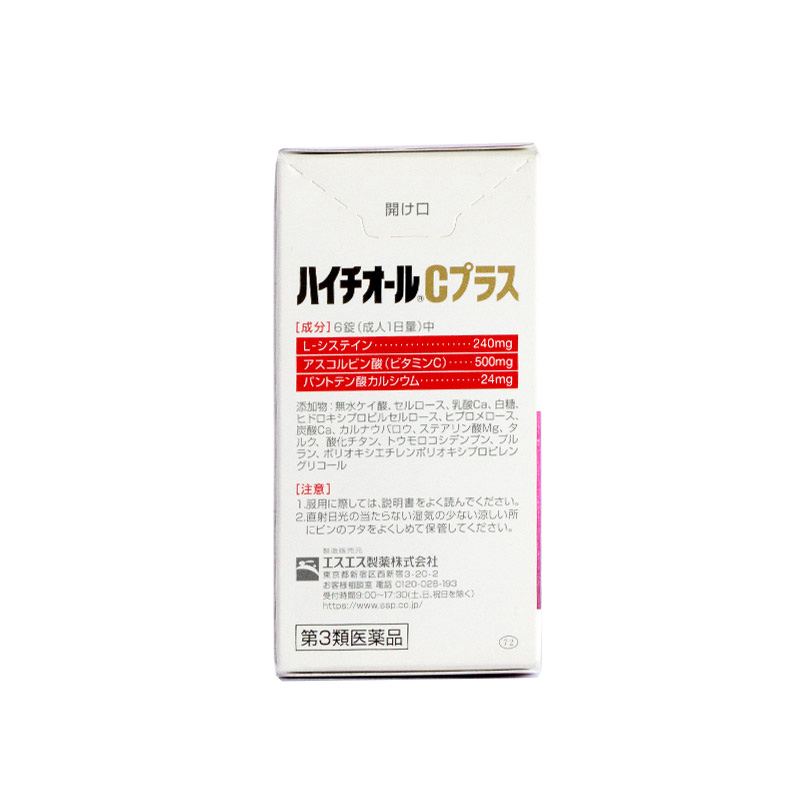 開け口
ハイチオール®Cプラス
[成分]6錠(成人1日量)中
L-システイン‥‥‥‥‥‥‥240mg
アスコルビン酸(ビタミンC)‥‥500mg
パントテン酸カルシウム‥‥‥‥24mg
添加物:無水ケイ酸、セルロース、乳酸Ca、白糖、
ヒドロキシプロピルセルロース、ヒプロメロース、
炭酸Ca、カルナウバロウ、ステアリン酸Mg、タ
ルク、酸化チタン、トウモロコシデンプン、プル
ラン、ポリオキシエチレンポリオキシプロピレン
グリコール
[注意]
1.服用に際しては、説明書をよく読んでください。
2.直射日光の当たらない湿気の少ない涼しい所
にビンのフタをよくしめて保管してください。
製造販売元
エスエス製薬株式会社
東京都新宿区西新宿3-20-2
お客様相談室 電話 0120-028-193
受付時間9:00~17:30(土、日、祝日を除く)
https://www.ssp.co.jp/
第3類医薬品
72